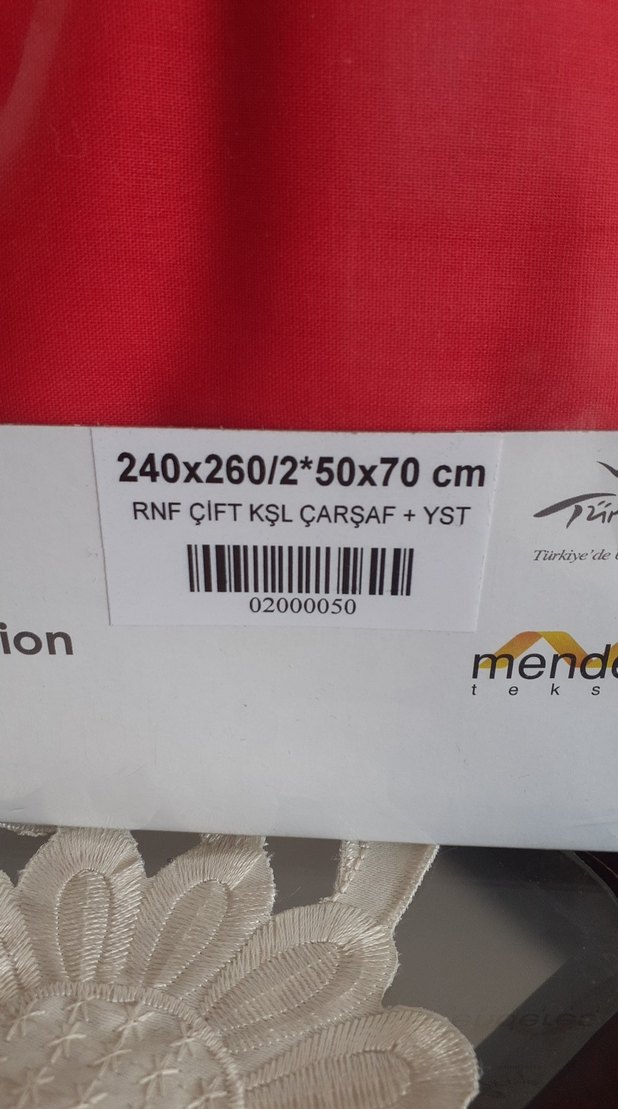 240x260/2*50x70 cm
RNF ÇİFT KŞL ÇARŞAF + YST
02000050
Türkiye'de
ion
mend
teks